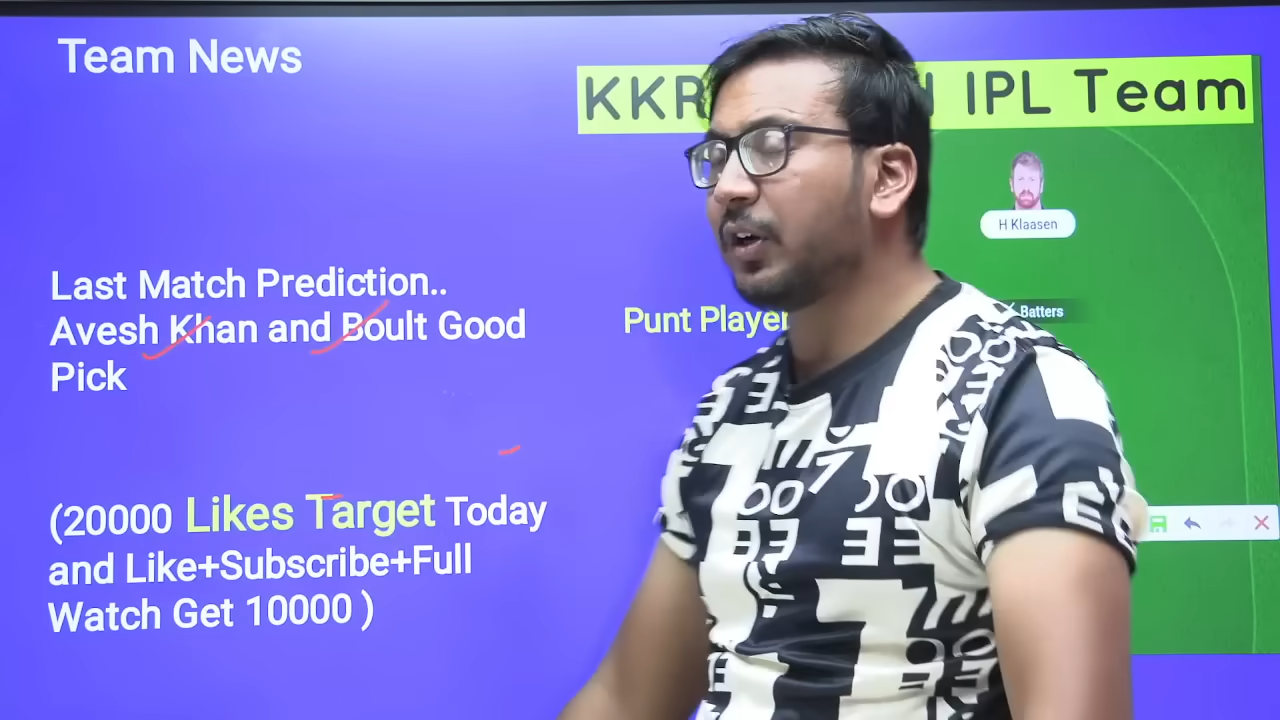 Team News
KKR IPL Team
H Klaasen
Batters
Last Match Prediction..
Avesh Khan and Boult Good
Pick
Punt Player
(20000 Likes Target Today
and Like+Subscribe+Full
Watch Get 10000 )